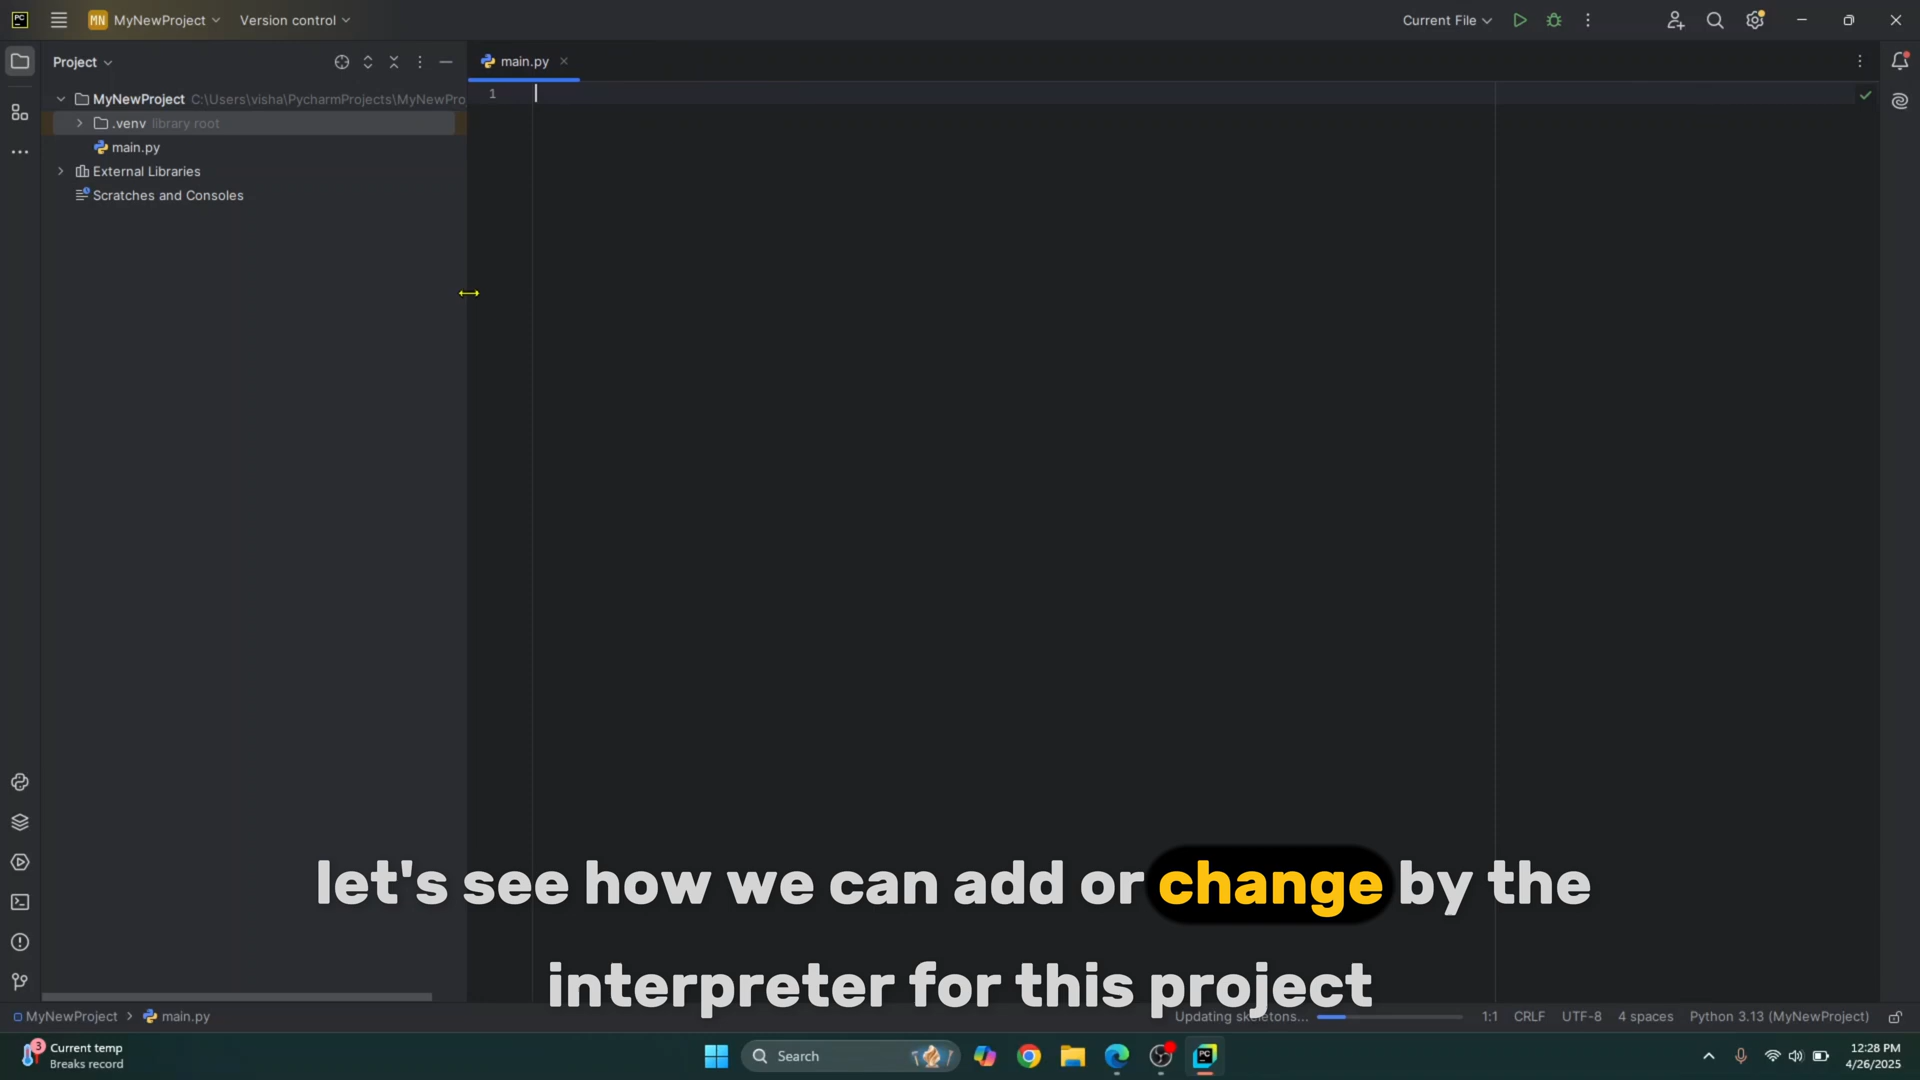 PC
MN MyNewProject Version control Current File
Project main.py
MyNewProject C:\Users\visha\PycharmProjects\MyNewPro 1
.venv library root
main.py
External Libraries
Scratches and Consoles
let's see how we can add or change by the
interpreter for this project
MyNewProject main.py Updating skeletons... 1:1 CRLF UTF-8 4 spaces Python 3.13 (MyNewProject)
3 Current temp Search PC 12:28 PM
Breaks record 4/26/2025